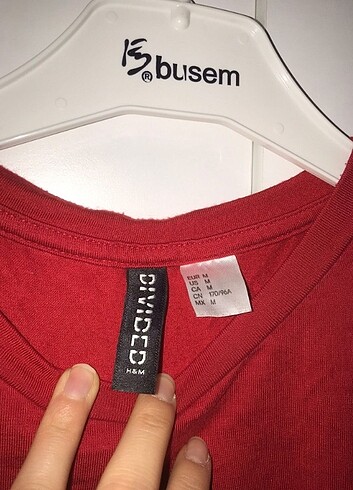 ® busem
DIVIDED
H&M
EUR M
US M
CA M
CN 170/96A
MX M